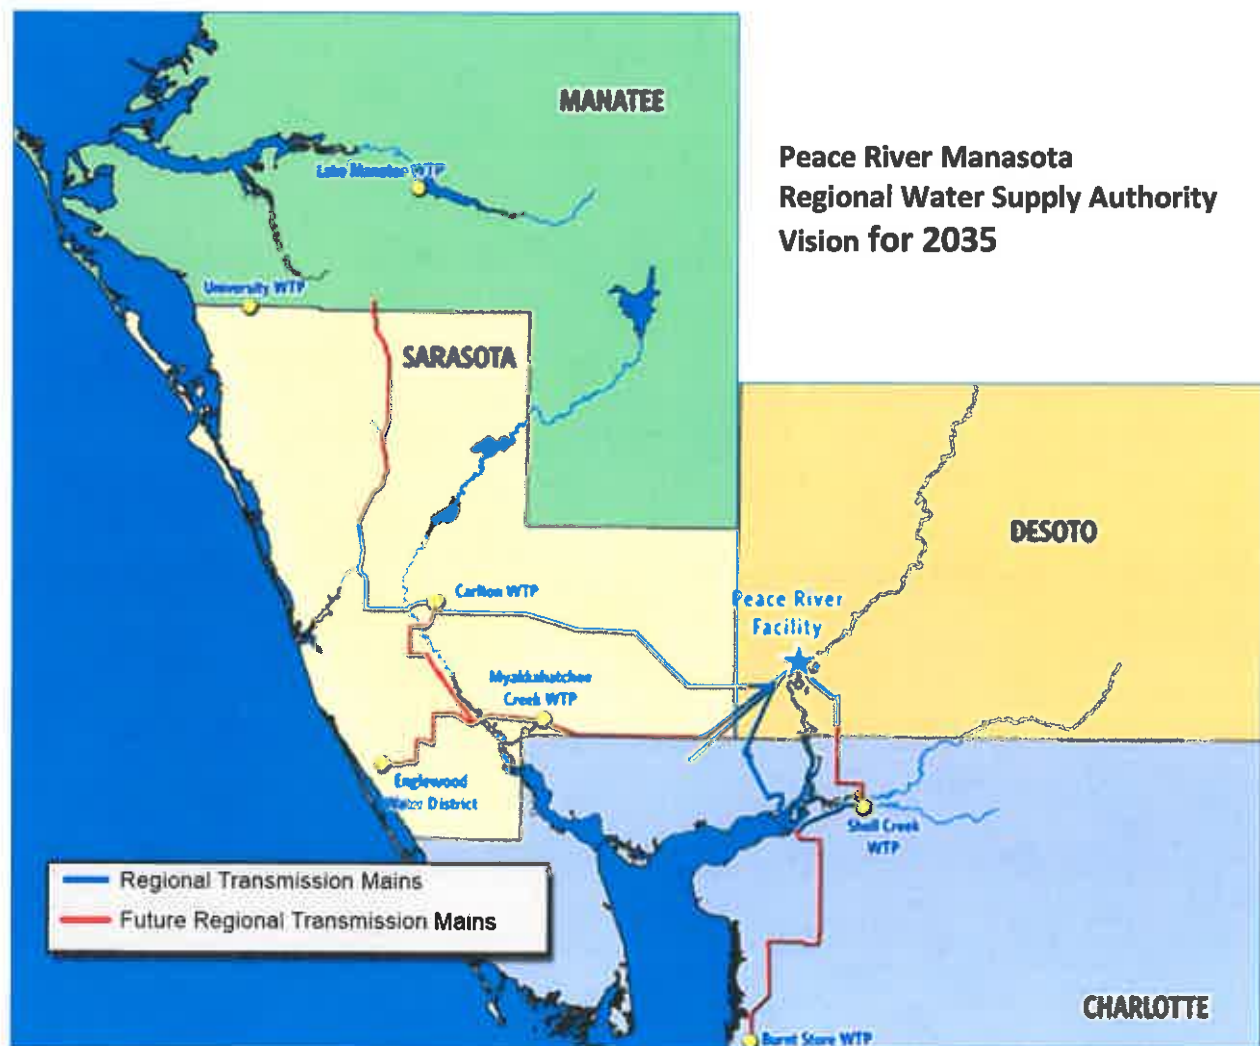 MANATEE
Peace River Manasota
Regional Water Supply Authority
Vision for 2035
Lake Manatee WTP
University WTP
SARASOTA
DESOTO
Carlton WTP
Peace River
Facility
Myakkahatchee
Creek WTP
Englewood
Water District
Shell Creek
WTP
Regional Transmission Mains
Future Regional Transmission Mains
CHARLOTTE
Burnt Store WTP